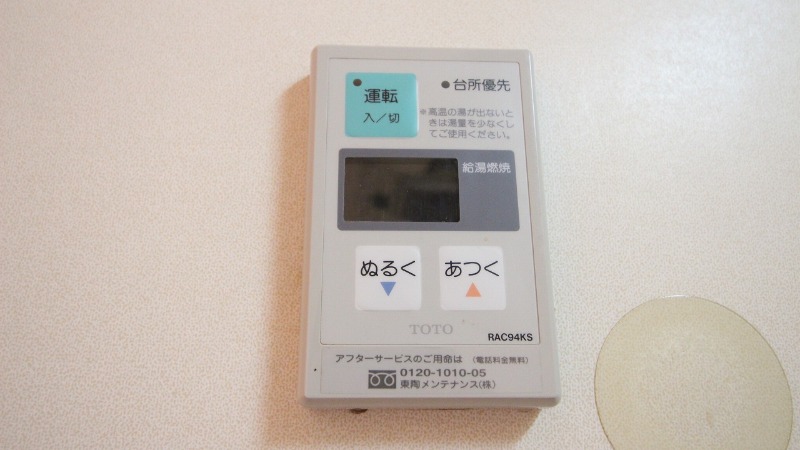 運転
入／切
●台所優先
※高温の湯が出ないと
きは湯量を少なくし
てご使用ください。
給湯燃焼
ぬるく
▼
あつく
▲
TOTO
RAC94KS
アフターサービスのご用命は （電話料金無料）
0120-1010-05
東陶メンテナンス(株)